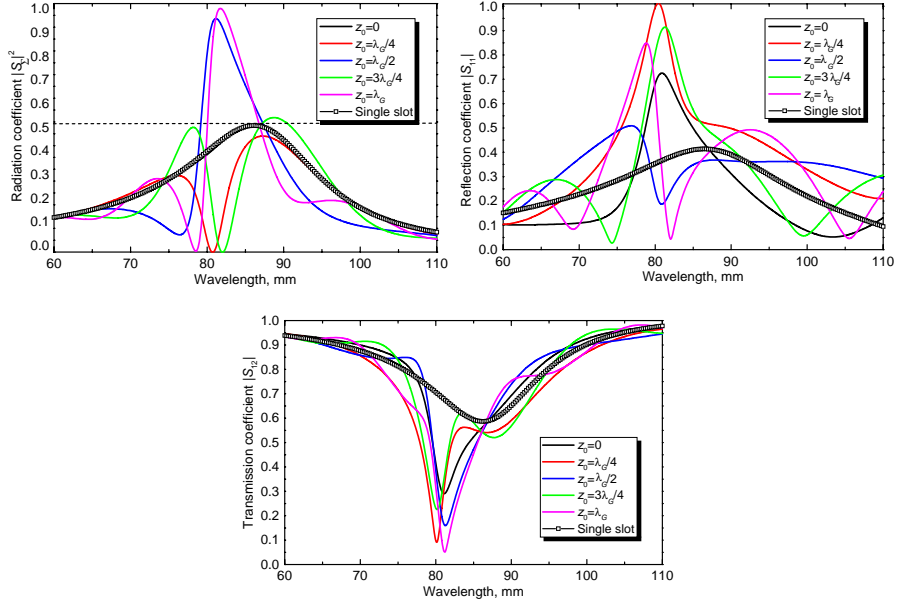 Radiation coefficient |S_Σ|²
1.0
0.9
0.8
0.7
0.6
0.5
0.4
0.3
0.2
0.1
0.0
60 70 80 90 100 110
Wavelength, mm
z₀=0
z₀=λ_G/4
z₀=λ_G/2
z₀=3λ_G/4
z₀=λ_G
Single slot
Reflection coefficient |S₁₁|
1.0
0.9
0.8
0.7
0.6
0.5
0.4
0.3
0.2
0.1
0.0
60 70 80 90 100 110
Wavelength, mm
z₀=0
z₀=λ_G/4
z₀=λ_G/2
z₀=3λ_G/4
z₀=λ_G
Single slot
Transmission coefficient |S₁₂|
1.0
0.9
0.8
0.7
0.6
0.5
0.4
0.3
0.2
0.1
0.0
60 70 80 90 100 110
Wavelength, mm
z₀=0
z₀=λ_G/4
z₀=λ_G/2
z₀=3λ_G/4
z₀=λ_G
Single slot